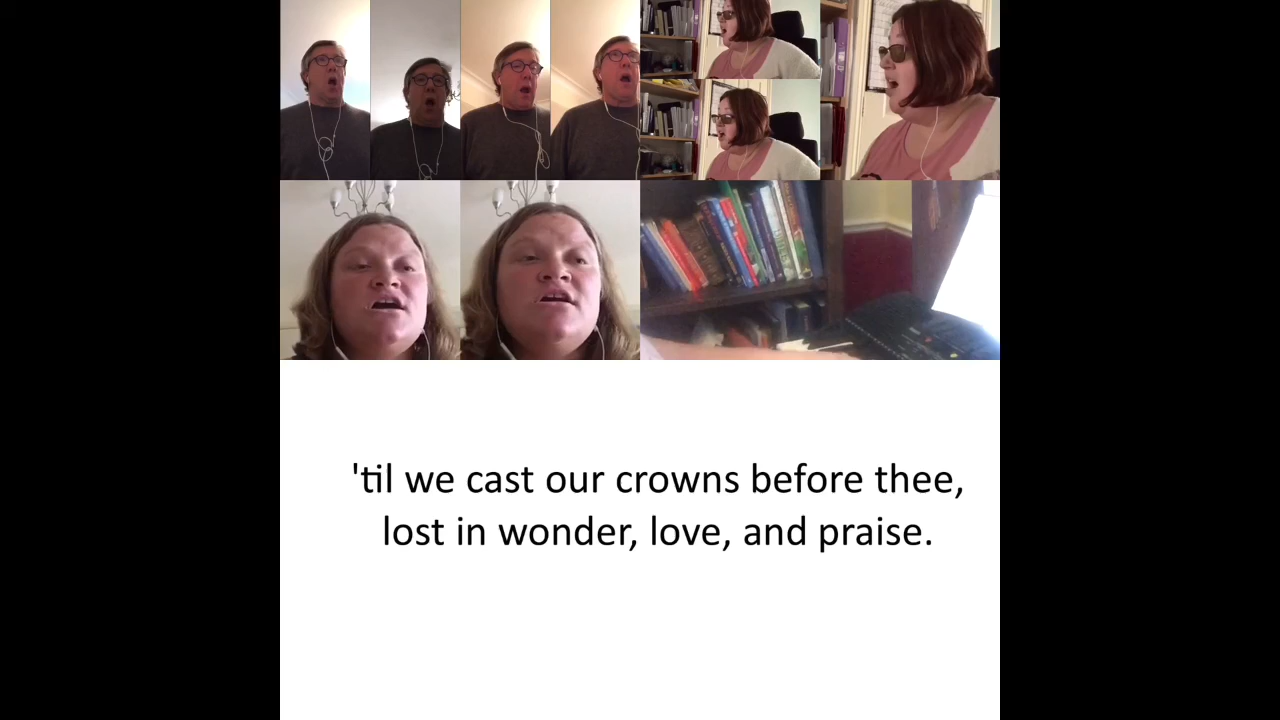 'til we cast our crowns before thee,
lost in wonder, love, and praise.